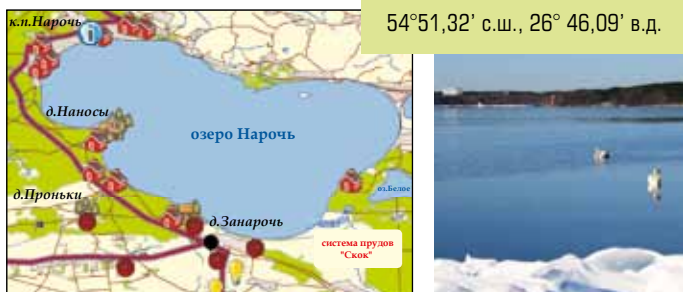 54°51,32’ с.ш., 26° 46,09’ в.д.
к.п.Нарочь
д.Наносы
озеро Нарочь
д.Проньки
оз.Белое
д.Занарочь
система прудов
"Скок"